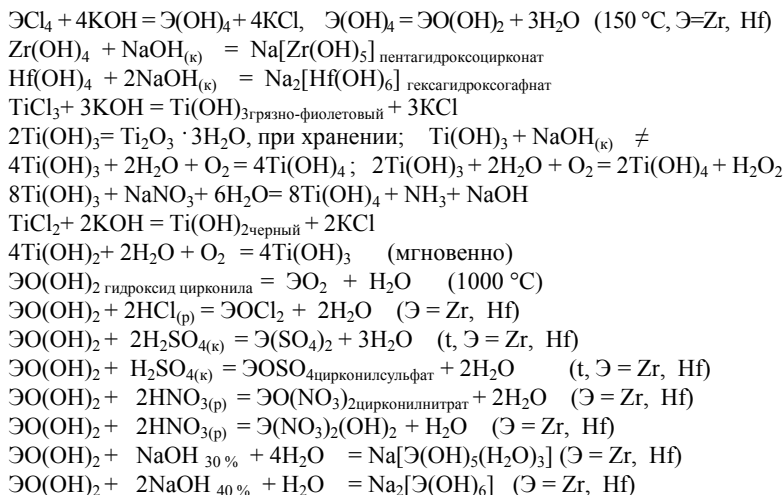 ЭCl₄ + 4KOH = Э(OH)₄+ 4KCl,   Э(OH)₄ = ЭO(OH)₂ + 3H₂O  (150 °C, Э=Zr, Hf)
Zr(OH)₄ + NaOH₍к₎ = Na[Zr(OH)₅] пентагидроксоцирконат
Hf(OH)₄ + 2NaOH₍к₎ = Na₂[Hf(OH)₆] гексагидроксогафнат
TiCl₃+ 3KOH = Ti(OH)₃грязно-фиолетовый + 3KCl
2Ti(OH)₃= Ti₂O₃ · 3H₂O, при хранении;   Ti(OH)₃ + NaOH₍к₎ ≠
4Ti(OH)₃ + 2H₂O + O₂ = 4Ti(OH)₄ ;  2Ti(OH)₃ + 2H₂O + O₂ = 2Ti(OH)₄ + H₂O₂
8Ti(OH)₃ + NaNO₃+ 6H₂O= 8Ti(OH)₄ + NH₃+ NaOH
TiCl₂+ 2KOH = Ti(OH)₂черный + 2KCl
4Ti(OH)₂+ 2H₂O + O₂ = 4Ti(OH)₃   (мгновенно)
ЭO(OH)₂ гидроксид цирконила = ЭO₂ + H₂O   (1000 °C)
ЭO(OH)₂ + 2HCl₍р₎ = ЭOCl₂ + 2H₂O   (Э = Zr, Hf)
ЭO(OH)₂ + 2H₂SO₄₍к₎ = Э(SO₄)₂ + 3H₂O   (t, Э = Zr, Hf)
ЭO(OH)₂ + H₂SO₄₍к₎ = ЭOSO₄цирконилсульфат + 2H₂O   (t, Э = Zr, Hf)
ЭO(OH)₂ + 2HNO₃₍р₎ = ЭO(NO₃)₂цирконилнитрат + 2H₂O   (Э = Zr, Hf)
ЭO(OH)₂ + 2HNO₃₍р₎ = Э(NO₃)₂(OH)₂ + H₂O   (Э = Zr, Hf)
ЭO(OH)₂ + NaOH ₃₀ % + 4H₂O = Na[Э(OH)₅(H₂O)₃] (Э = Zr, Hf)
ЭO(OH)₂ + 2NaOH ₄₀ % + H₂O = Na₂[Э(OH)₆]   (Э = Zr, Hf)